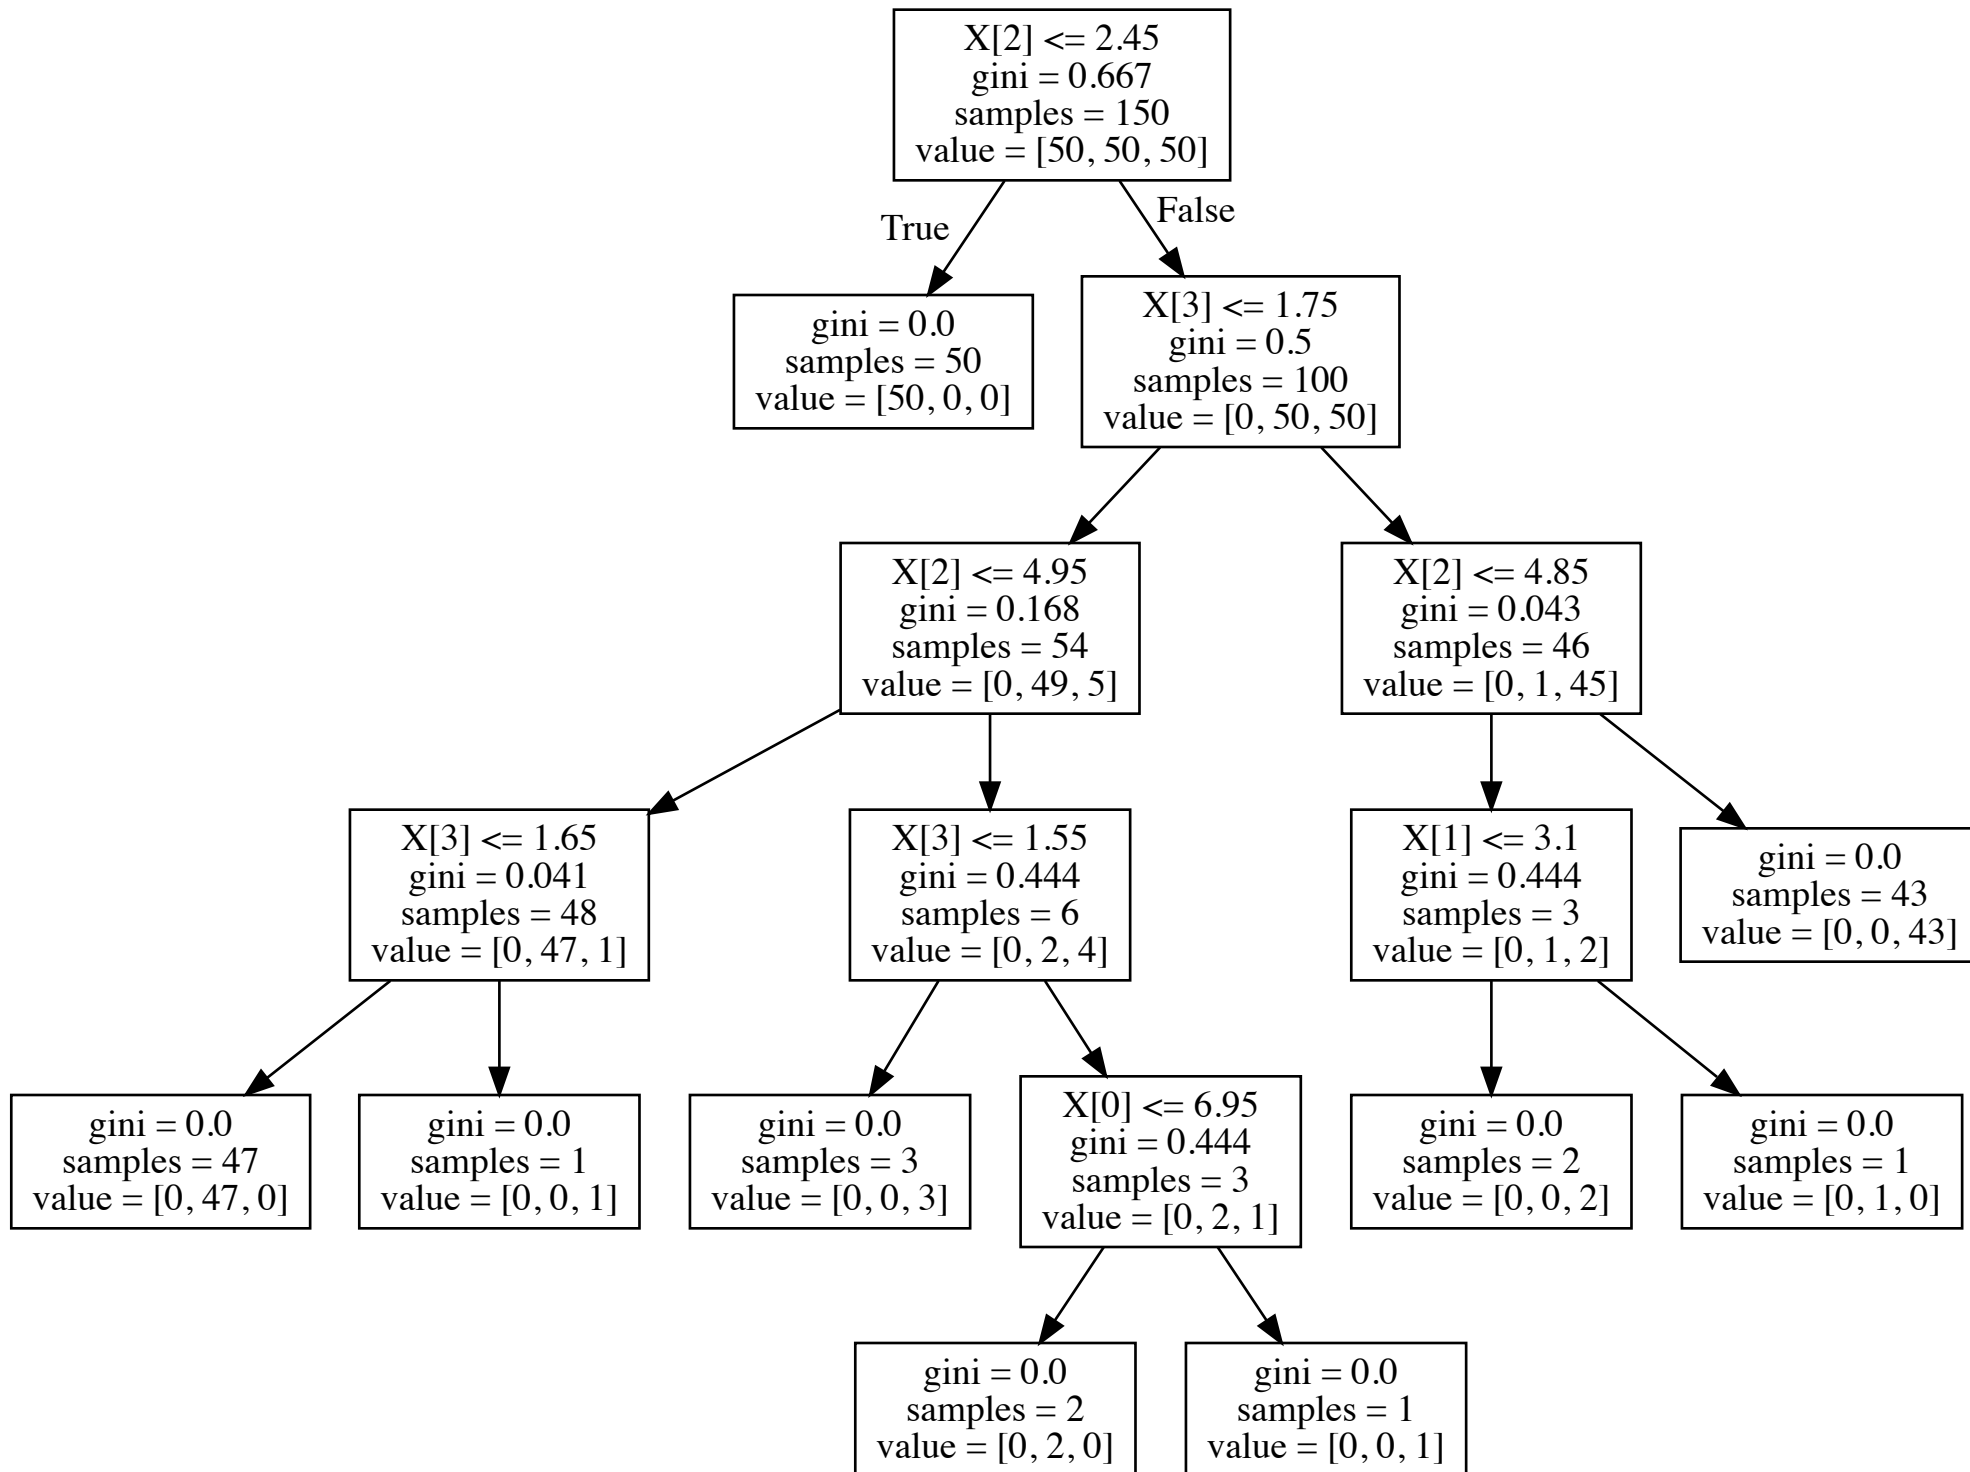 X[2] <= 2.45
gini = 0.667
samples = 150
value = [50, 50, 50]
True
False
gini = 0.0
samples = 50
value = [50, 0, 0]
X[3] <= 1.75
gini = 0.5
samples = 100
value = [0, 50, 50]
X[2] <= 4.95
gini = 0.168
samples = 54
value = [0, 49, 5]
X[2] <= 4.85
gini = 0.043
samples = 46
value = [0, 1, 45]
X[3] <= 1.65
gini = 0.041
samples = 48
value = [0, 47, 1]
X[3] <= 1.55
gini = 0.444
samples = 6
value = [0, 2, 4]
X[1] <= 3.1
gini = 0.444
samples = 3
value = [0, 1, 2]
gini = 0.0
samples = 43
value = [0, 0, 43]
gini = 0.0
samples = 47
value = [0, 47, 0]
gini = 0.0
samples = 1
value = [0, 0, 1]
gini = 0.0
samples = 3
value = [0, 0, 3]
X[0] <= 6.95
gini = 0.444
samples = 3
value = [0, 2, 1]
gini = 0.0
samples = 2
value = [0, 0, 2]
gini = 0.0
samples = 1
value = [0, 1, 0]
gini = 0.0
samples = 2
value = [0, 2, 0]
gini = 0.0
samples = 1
value = [0, 0, 1]